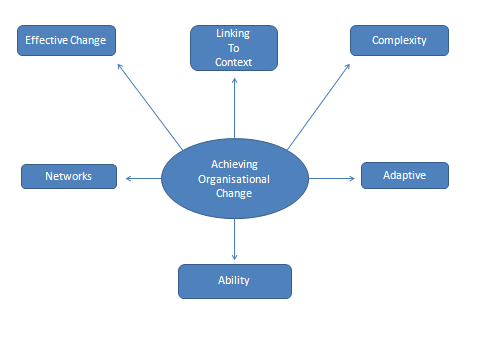 Effective Change
Linking
To
Context
Complexity
Achieving
Organisational
Change
Networks
Adaptive
Ability